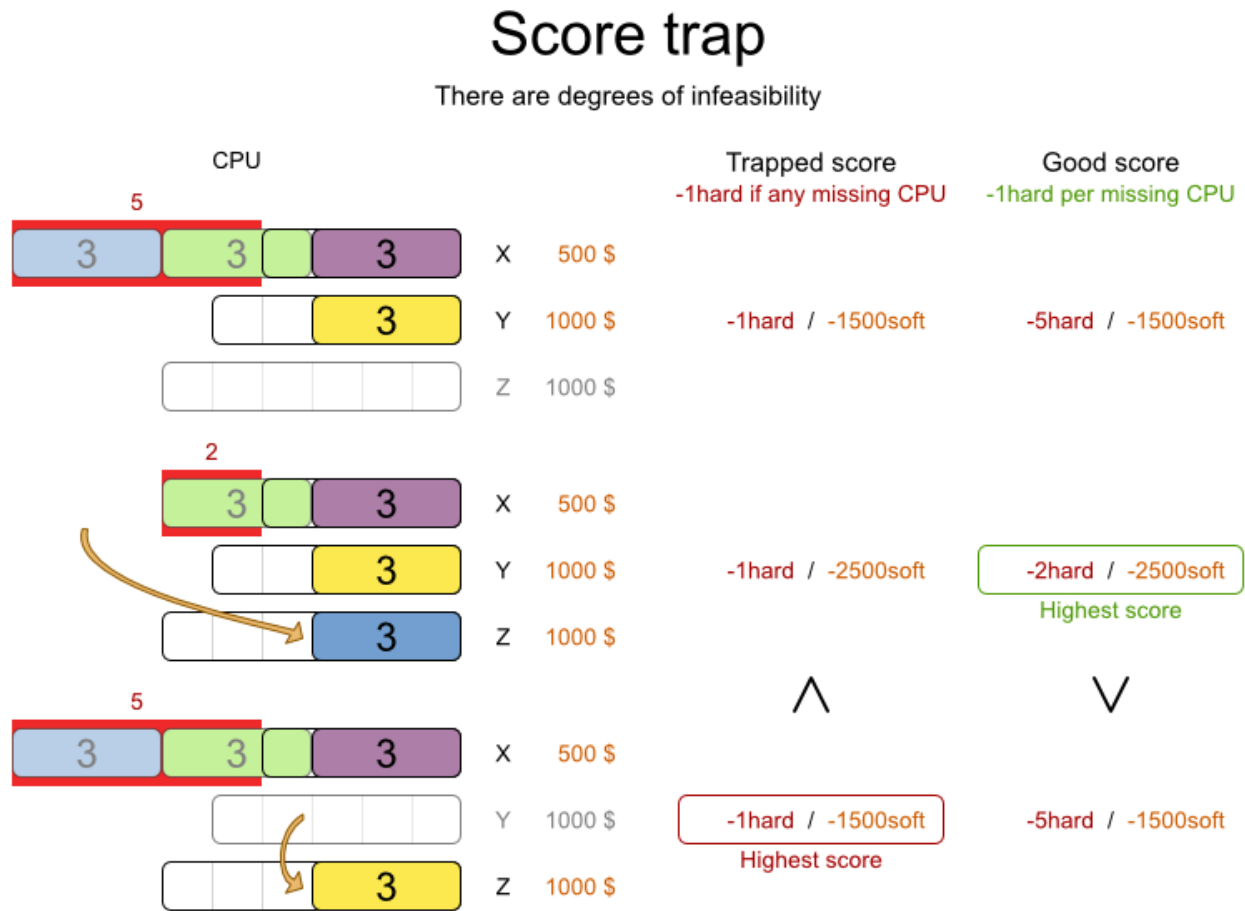 Score trap
There are degrees of infeasibility
CPU
Trapped score
Good score
-1hard if any missing CPU
-1hard per missing CPU
5
3 3 3 X 500 $
3 Y 1000 $ -1hard / -1500soft -5hard / -1500soft
Z 1000 $
2
3 3 X 500 $
3 Y 1000 $ -1hard / -2500soft -2hard / -2500soft
Highest score
3 Z 1000 $
5
< >
3 3 3 X 500 $
Y 1000 $ -1hard / -1500soft -5hard / -1500soft
Highest score
3 Z 1000 $